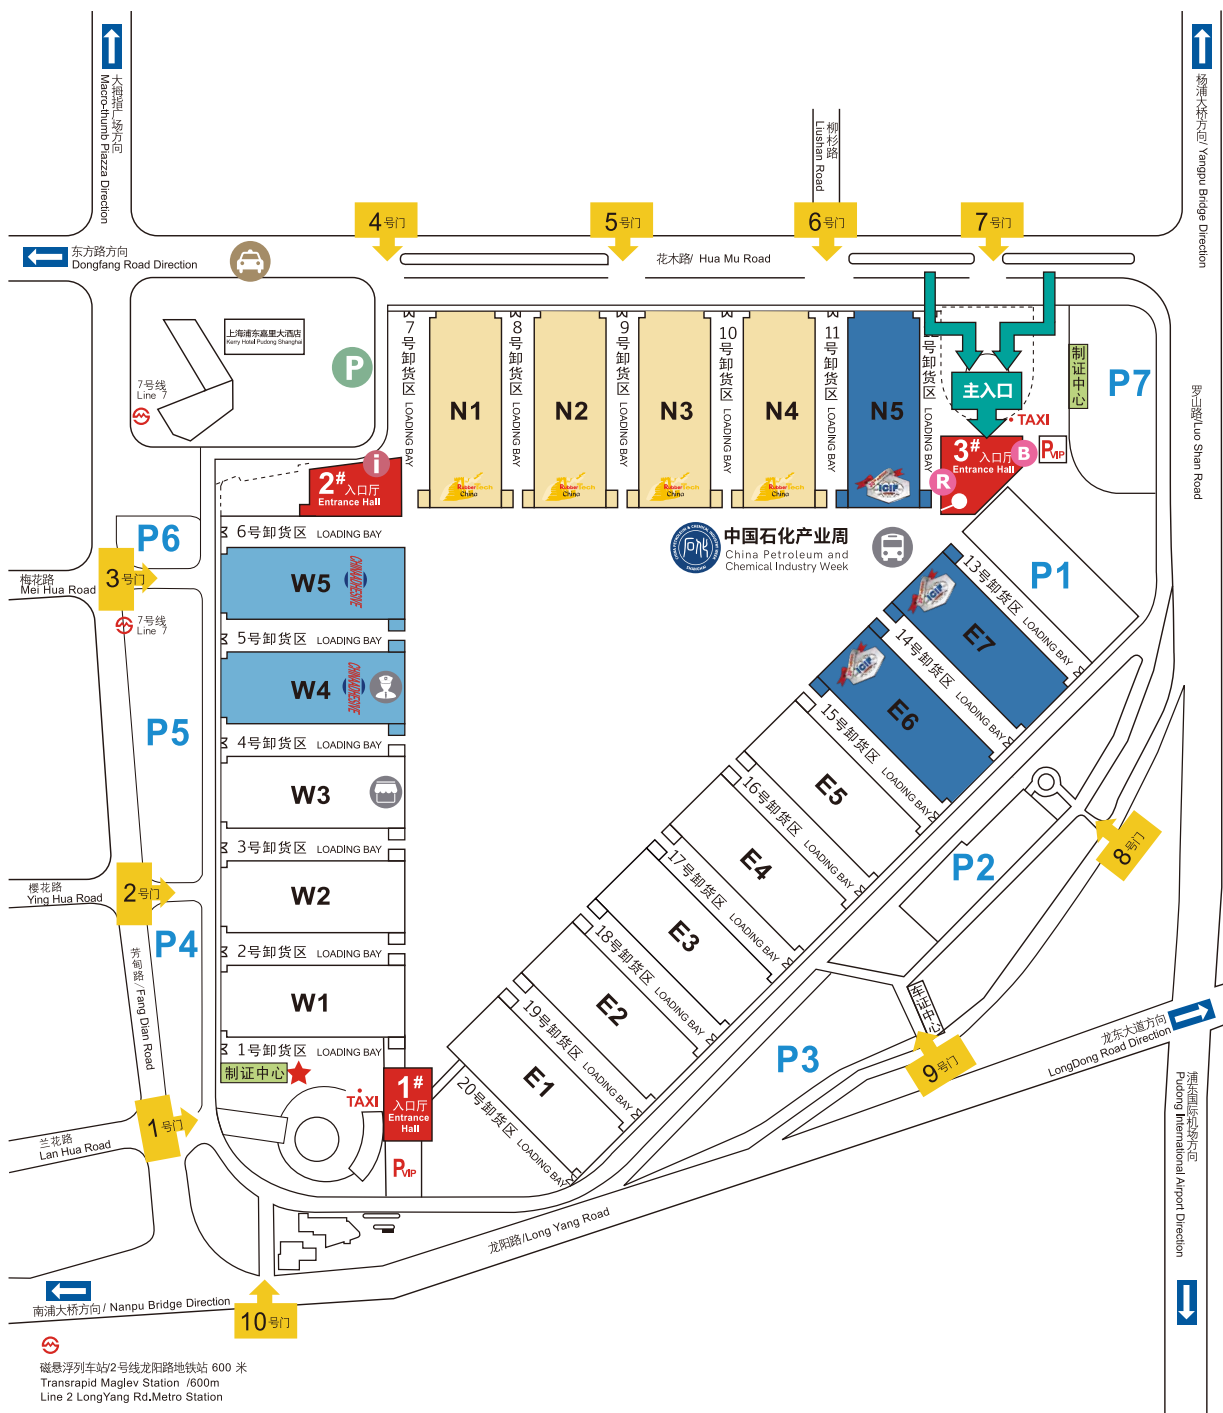 大拇指广场方向
Macro-thumb Piazza Direction
杨浦大桥方向/ Yangpu Bridge Direction
柳杉路
Liushan Road
4号门
5号门
6号门
7号门
东方路方向
Dongfang Road Direction
花木路/ Hua Mu Road
上海浦东嘉里大酒店
Kerry Hotel Pudong Shanghai
7号线
Line 7
P
7号卸货区 LOADING BAY
8号卸货区 LOADING BAY
9号卸货区 LOADING BAY
10号卸货区 LOADING BAY
11号卸货区 LOADING BAY
号卸货区 LOADING BAY
N1
N2
N3
N4
N5
RubberTech
China
RubberTech
China
RubberTech
China
RubberTech
China
ICIF
主入口
TAXI
制证中心
P7
罗山路/Luo Shan Road
3#
入口厅
Entrance Hall
B
R
PVIP
i
2#
入口厅
Entrance Hall
6号卸货区 LOADING BAY
P6
3号门
梅花路
Mei Hua Road
7号线
Line 7
中国石化产业周
China Petroleum and
Chemical Industry Week
P1
13号卸货区 LOADING BAY
W5
CHINA ADHESIVE
5号卸货区 LOADING BAY
W4
CHINA ADHESIVE
4号卸货区 LOADING BAY
W3
3号卸货区 LOADING BAY
W2
2号卸货区 LOADING BAY
W1
1号卸货区 LOADING BAY
制证中心
P5
樱花路
Ying Hua Road
2号门
P4
芳甸路/Fang Dian Road
E7
ICIF
14号卸货区 LOADING BAY
E6
ICIF
15号卸货区 LOADING BAY
E5
16号卸货区 LOADING BAY
E4
17号卸货区 LOADING BAY
E3
18号卸货区 LOADING BAY
E2
19号卸货区 LOADING BAY
E1
20号卸货区 LOADING BAY
P2
8号门
车证中心
9号门
P3
龙东大道方向
LongDong Road Direction
浦东国际机场方向
Pudong International Airport Direction
TAXI
1#
入口厅
Entrance
Hall
PVIP
1号门
兰花路
Lan Hua Road
龙阳路/Long Yang Road
南浦大桥方向/ Nanpu Bridge Direction
10号门
磁悬浮列车站/2号线龙阳路地铁站 600 米
Transrapid Maglev Station /600m
Line 2 LongYang Rd.Metro Station